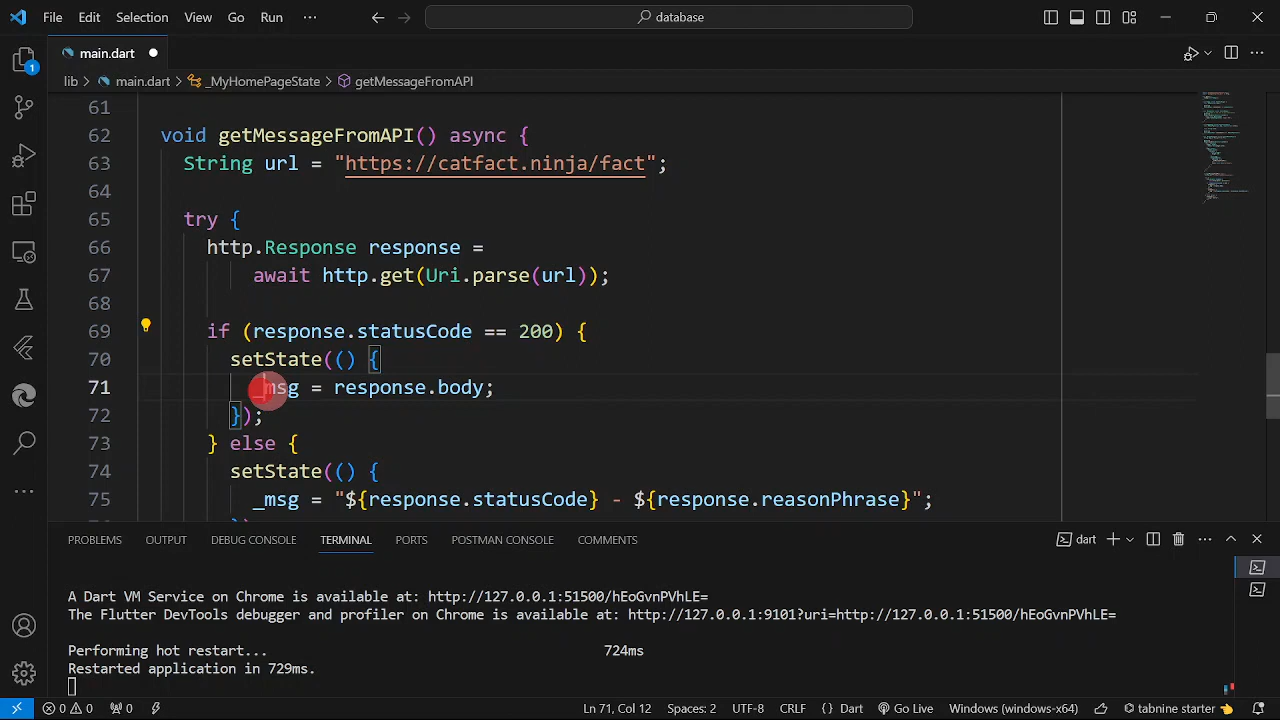 File Edit Selection View Go Run ··· database
main.dart
lib > main.dart > _MyHomePageState > getMessageFromAPI
61
62 void getMessageFromAPI() async {
63 String url = "https://catfact.ninja/fact";
64
65 try {
66 http.Response response =
67 await http.get(Uri.parse(url));
68
69 if (response.statusCode == 200) {
70 setState(() {
71 _msg = response.body;
72 });
73 } else {
74 setState(() {
75 _msg = "${response.statusCode} - ${response.reasonPhrase}";
1
PROBLEMS OUTPUT DEBUG CONSOLE TERMINAL PORTS POSTMAN CONSOLE COMMENTS dart
A Dart VM Service on Chrome is available at: http://127.0.0.1:51500/hEoGvnPVhLE=
The Flutter DevTools debugger and profiler on Chrome is available at: http://127.0.0.1:9101?uri=http://127.0.0.1:51500/hEoGvnPVhLE=
Performing hot restart... 724ms
Restarted application in 729ms.
0 0 0 Ln 71, Col 12 Spaces: 2 UTF-8 CRLF {} Dart Go Live Windows (windows-x64) tabnine starter